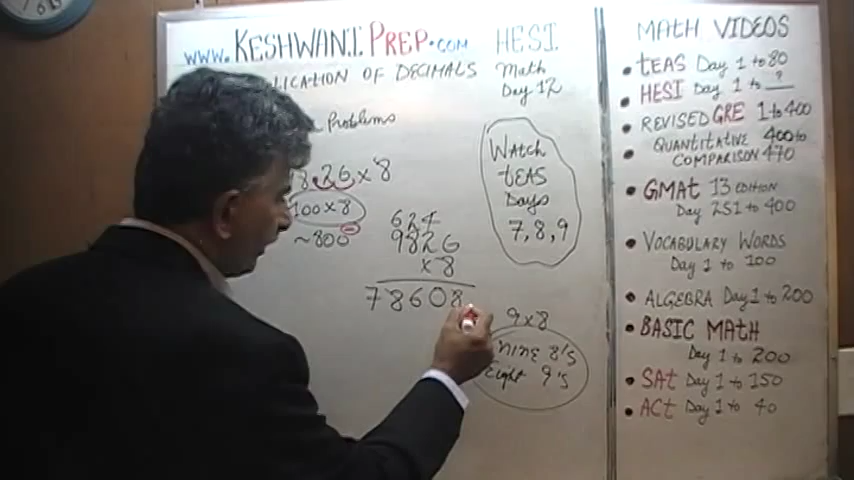 www.KESHWANI PREP.com HESI
LICATION OF DECIMALS Math
Day 12
Problems
826 x 8
100 x 8
~800
624
9826
x 8
78608
WATCH
tEAS
Days
7,8,9
9 x 8
NINE 8's
Eight 9's
MATH VIDEOS
• tEAS Day 1 to 80
• HESI Day 1 to ?
• REVISED GRE 1 to 400
• QUANTITATIVE 400 to
COMPARISON 470
• GMAT 13 EDITION
Day 251 to 400
• VOCABULARY WORDS
Day 1 to 100
• ALGEBRA Day 1 to 200
• BASIC MATH
Day 1 to 200
• SAT Day 1 to 150
• ACT Day 1 to 40